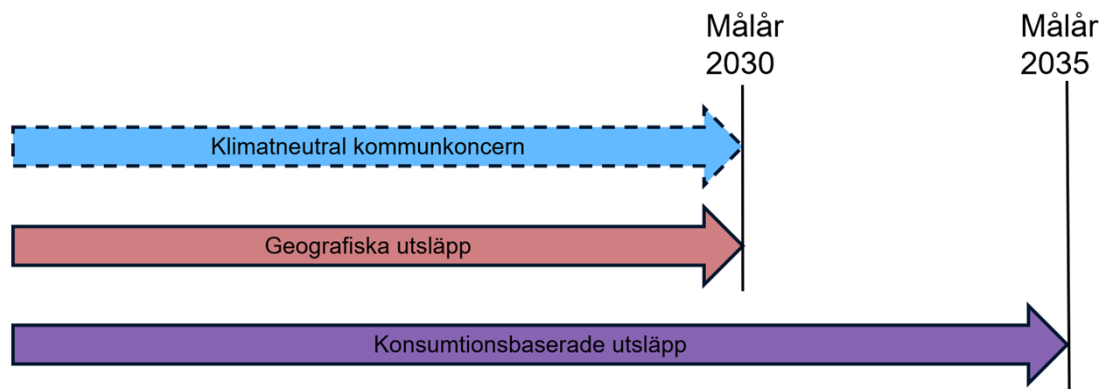 Målår
2030
Målår
2035
Klimatneutral kommunkoncern
Geografiska utsläpp
Konsumtionsbaserade utsläpp